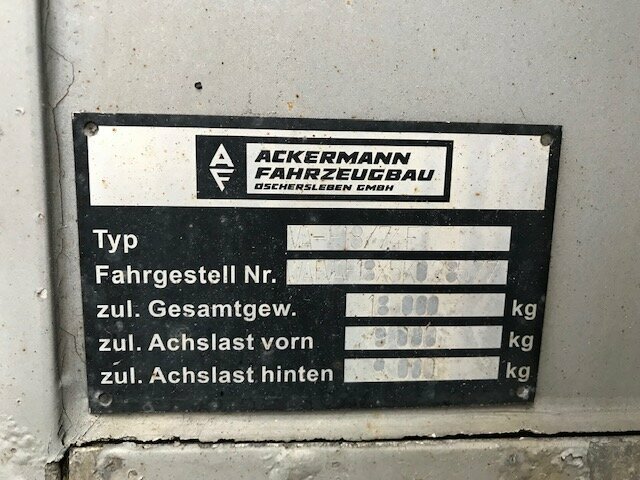 AF
ACKERMANN
FAHRZEUGBAU
OSCHERSLEBEN GMBH
Typ
Fahrgestell Nr.
zul. Gesamtgew. kg
zul. Achslast vorn kg
zul. Achslast hinten kg